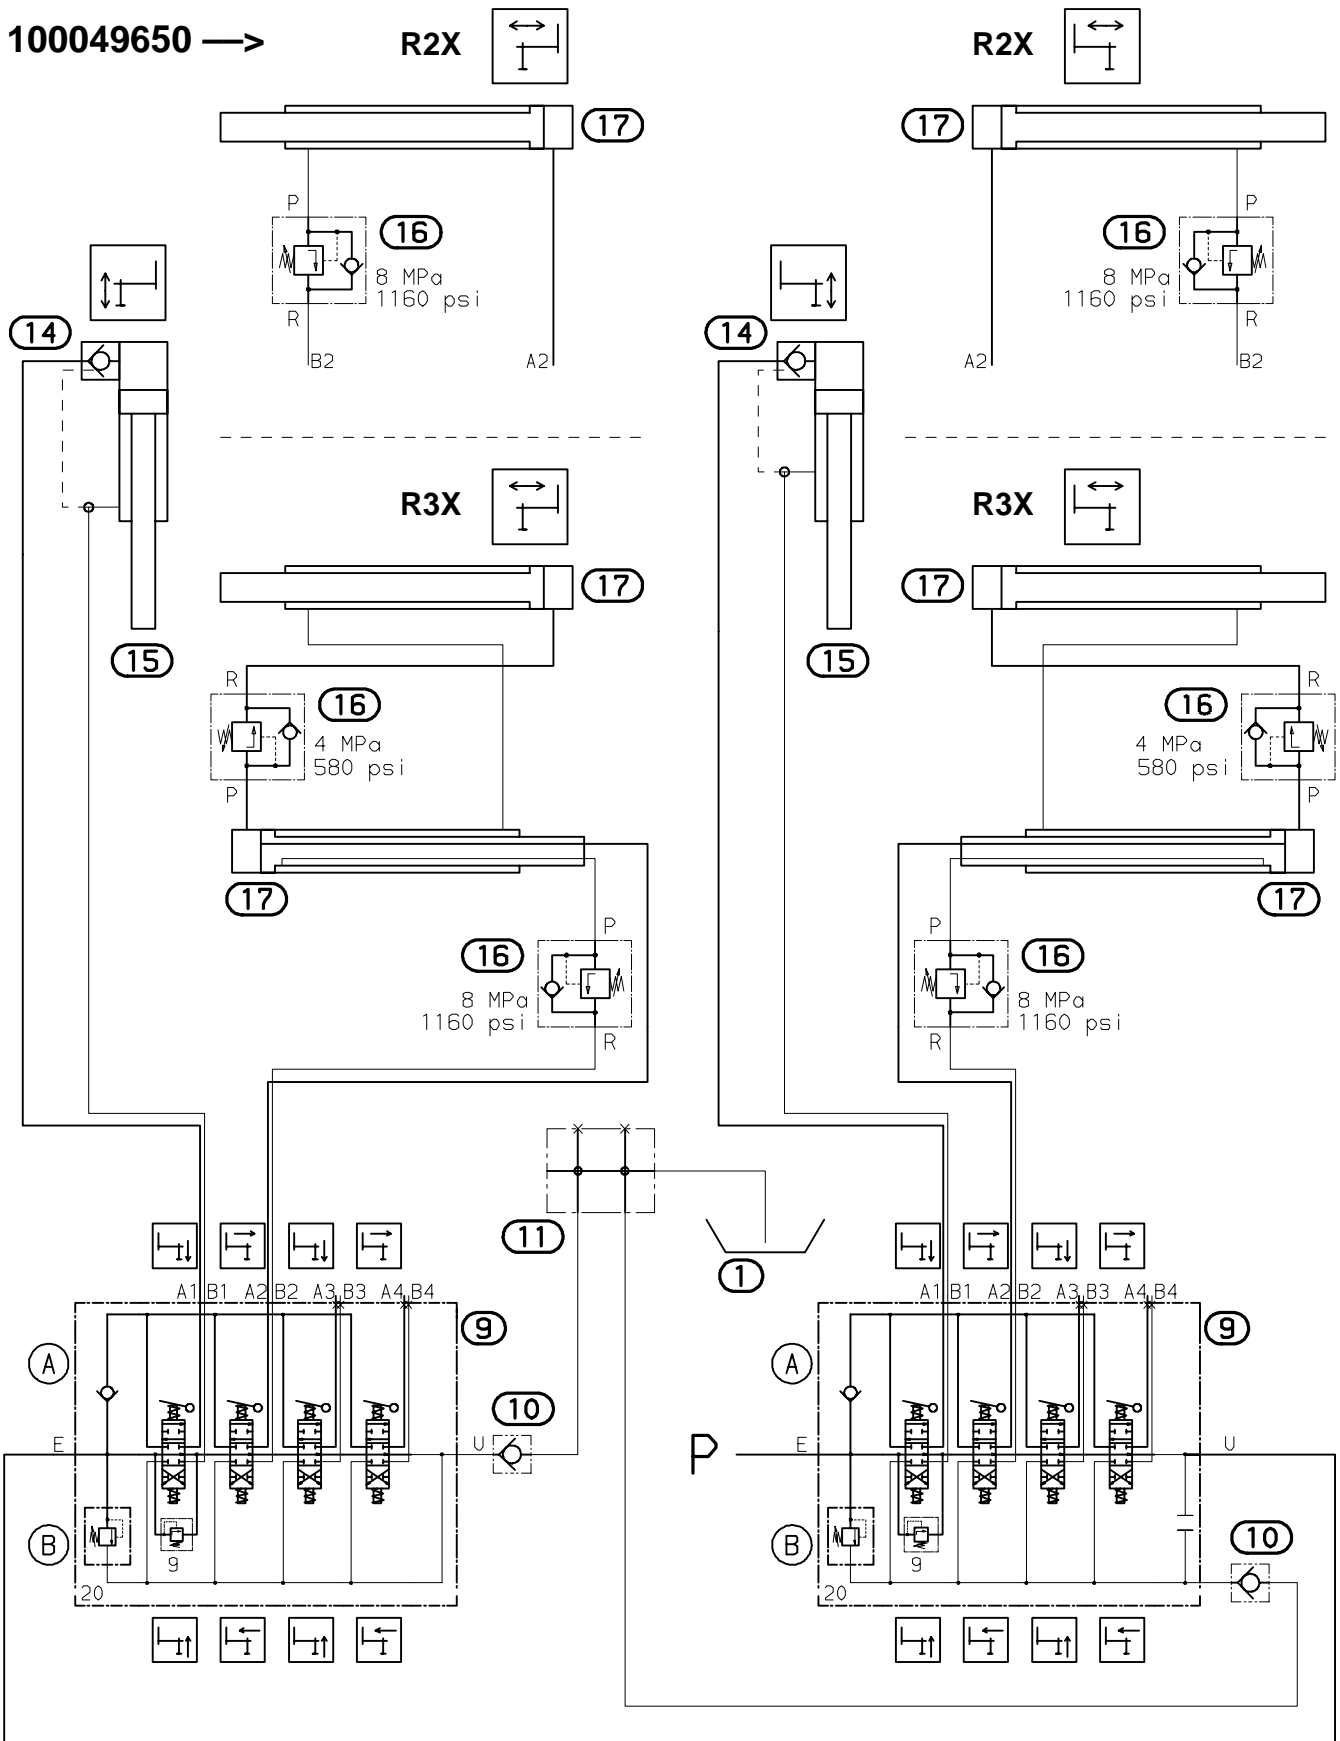 100049650 —>
R2X
R2X
17
17
P
P
16
16
8 MPa
1160 psi
8 MPa
1160 psi
R
R
14
14
B2
A2
A2
B2
R3X
R3X
17
17
15
15
R
R
16
16
4 MPa
580 psi
4 MPa
580 psi
P
P
17
17
P
P
16
16
8 MPa
1160 psi
8 MPa
1160 psi
R
R
11
1
A1 B1 A2 B2 A3 B3 A4 B4
A1 B1 A2 B2 A3 B3 A4 B4
9
9
A
A
10
E
U
P
E
U
B
B
10
9
9
20
20